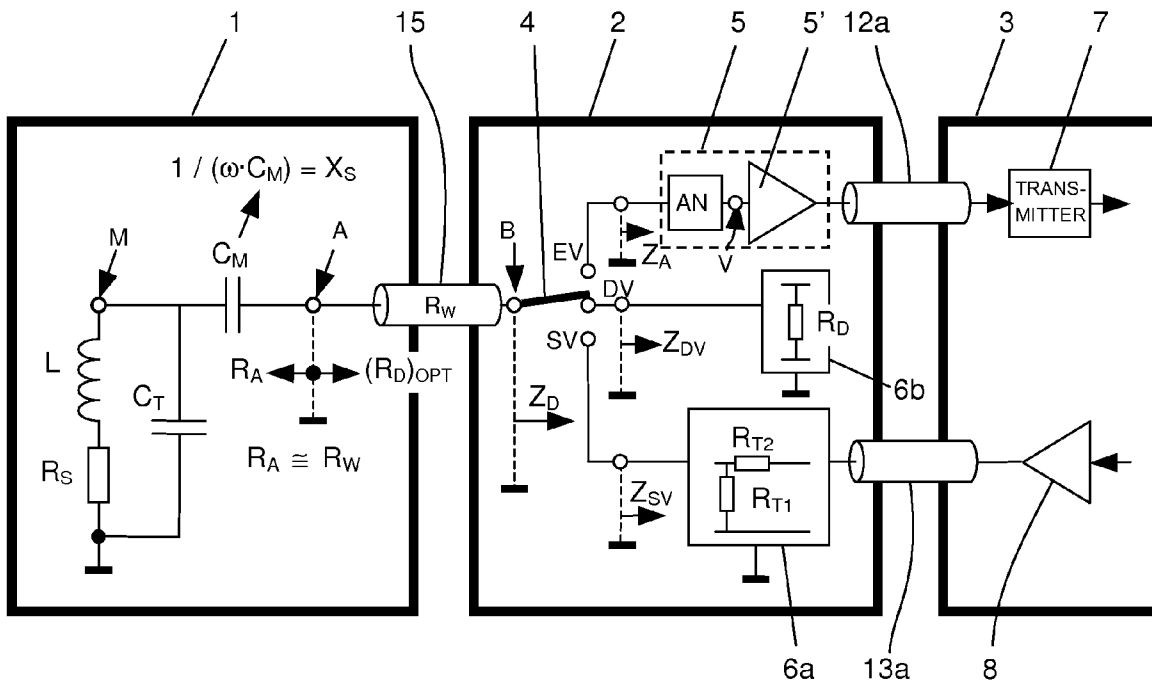 1
15
4
2
5
5'
12a
3
7
1 / (ω·C_M) = X_S
AN
TRANS-
MITTER
M
C_M
A
B
EV
Z_A
V
R_W
DV
SV
R_D
L
C_T
R_A
(R_D)_OPT
Z_DV
Z_D
6b
R_S
R_A ≅ R_W
R_T2
R_T1
Z_SV
6a
13a
8